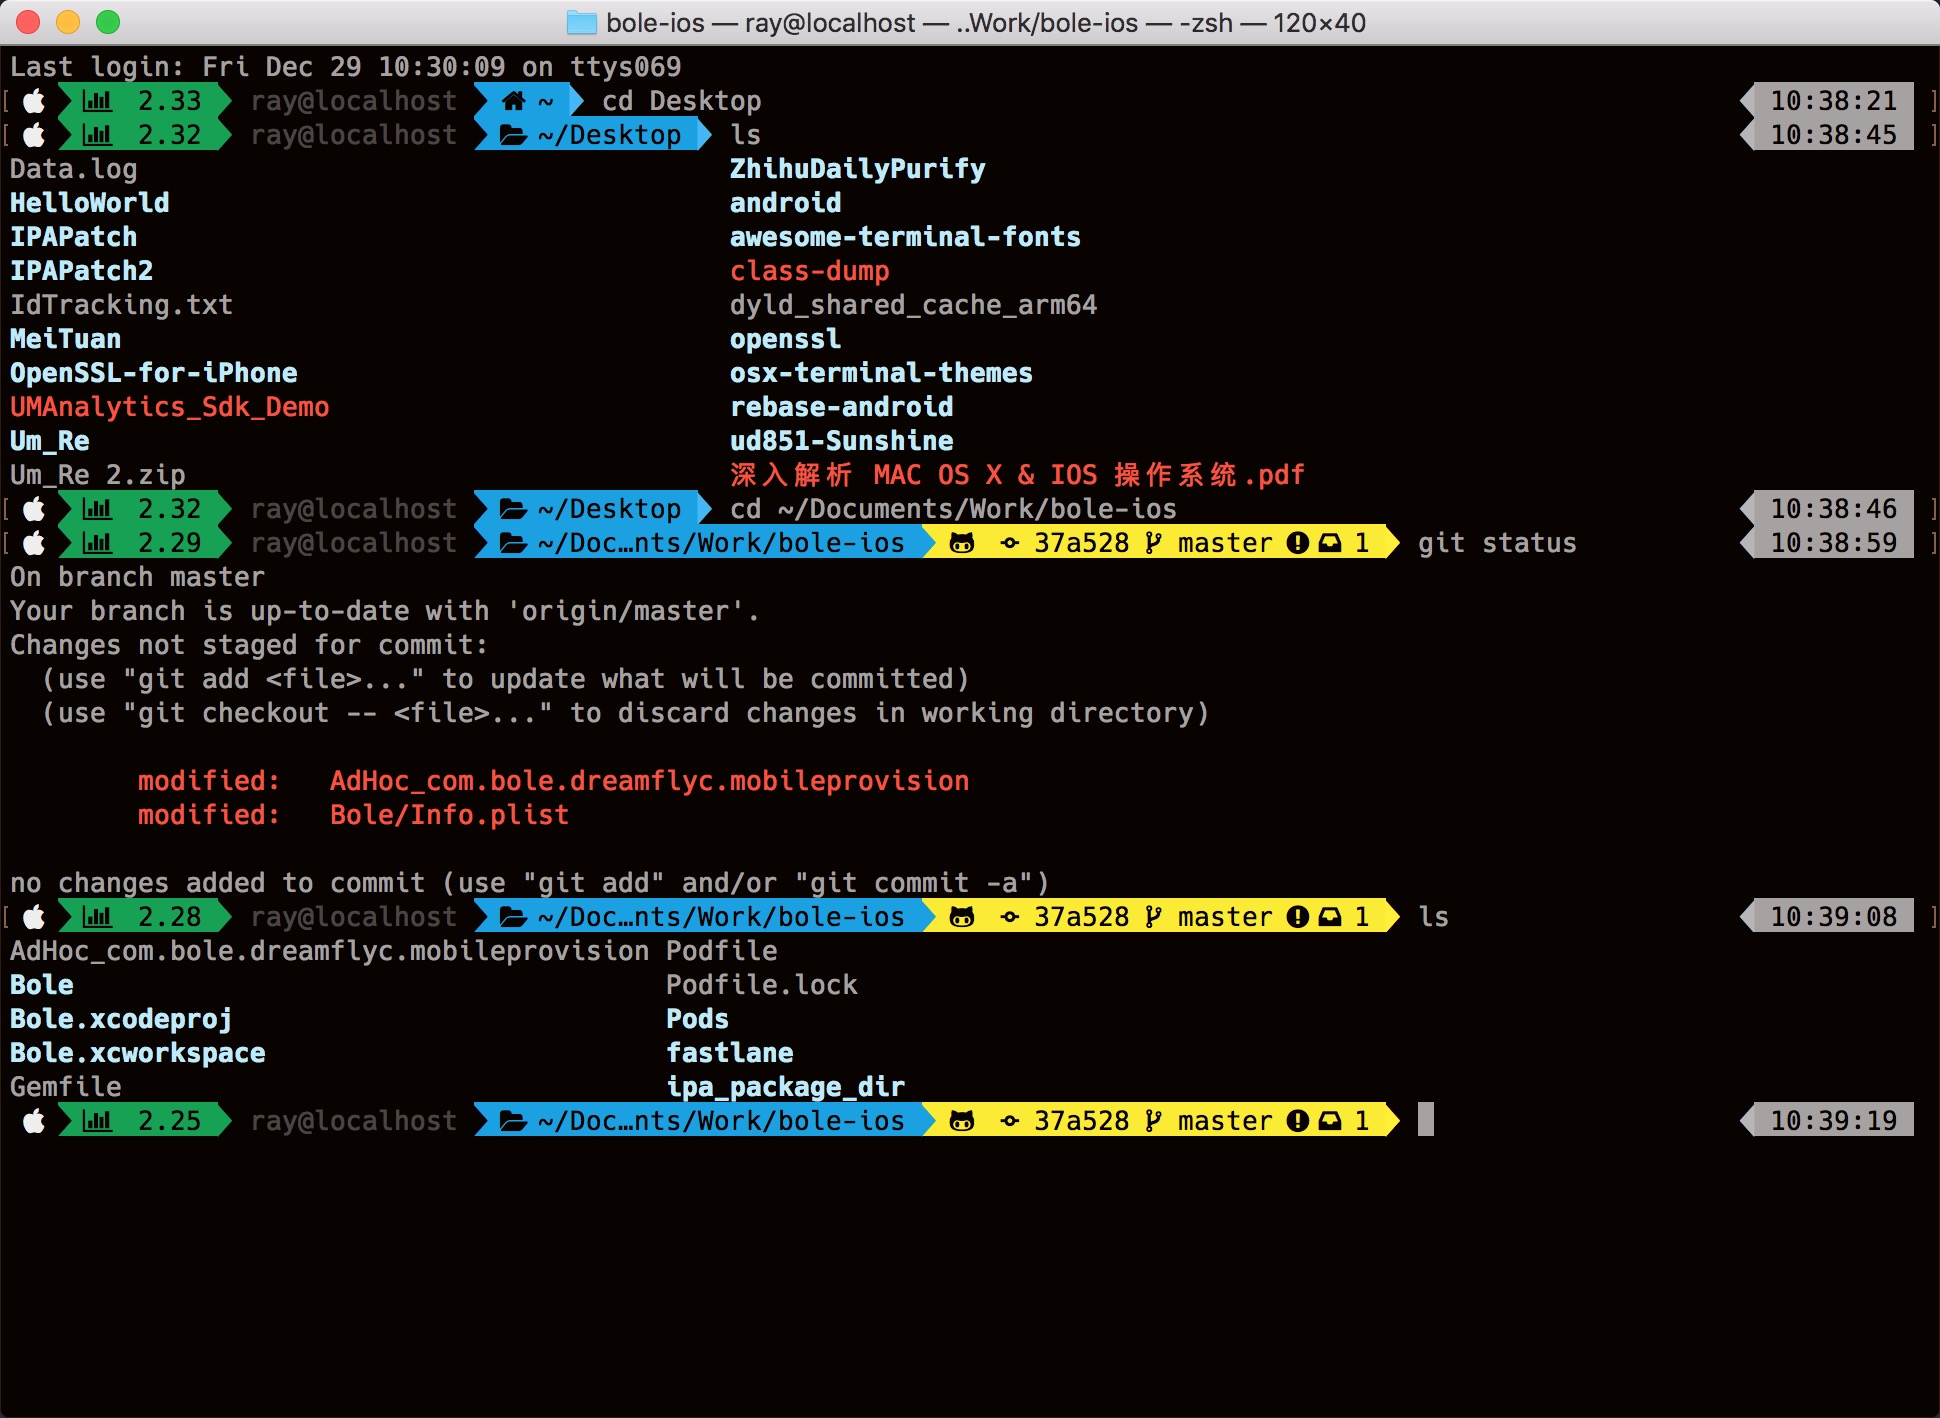 bole-ios — ray@localhost — ..Work/bole-ios — -zsh — 120×40
Last login: Fri Dec 29 10:30:09 on ttys069
[ 2.33 ray@localhost ~ cd Desktop 10:38:21 ]
[ 2.32 ray@localhost ~/Desktop ls 10:38:45 ]
Data.log ZhihuDailyPurify
HelloWorld android
IPAPatch awesome-terminal-fonts
IPAPatch2 class-dump
IdTracking.txt dyld_shared_cache_arm64
MeiTuan openssl
OpenSSL-for-iPhone osx-terminal-themes
UMAnalytics_Sdk_Demo rebase-android
Um_Re ud851-Sunshine
Um_Re 2.zip 深入解析 MAC OS X & IOS 操作系统.pdf
[ 2.32 ray@localhost ~/Desktop cd ~/Documents/Work/bole-ios 10:38:46 ]
[ 2.29 ray@localhost ~/Doc…nts/Work/bole-ios 37a528 master 1 git status 10:38:59 ]
On branch master
Your branch is up-to-date with 'origin/master'.
Changes not staged for commit:
(use "git add <file>..." to update what will be committed)
(use "git checkout -- <file>..." to discard changes in working directory)
modified: AdHoc_com.bole.dreamflyc.mobileprovision
modified: Bole/Info.plist
no changes added to commit (use "git add" and/or "git commit -a")
[ 2.28 ray@localhost ~/Doc…nts/Work/bole-ios 37a528 master 1 ls 10:39:08 ]
AdHoc_com.bole.dreamflyc.mobileprovision Podfile
Bole Podfile.lock
Bole.xcodeproj Pods
Bole.xcworkspace fastlane
Gemfile ipa_package_dir
2.25 ray@localhost ~/Doc…nts/Work/bole-ios 37a528 master 1 10:39:19